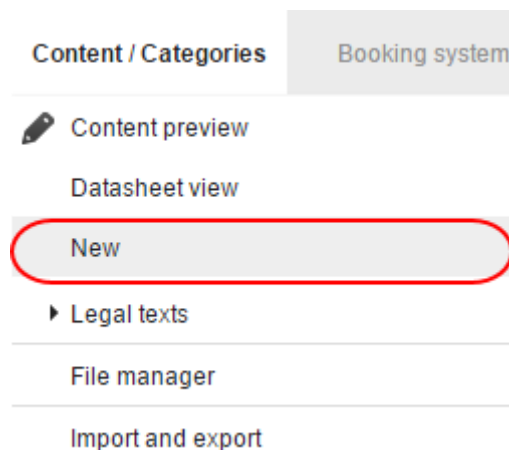 Content / Categories Booking system
Content preview
Datasheet view
New
Legal texts
File manager
Import and export